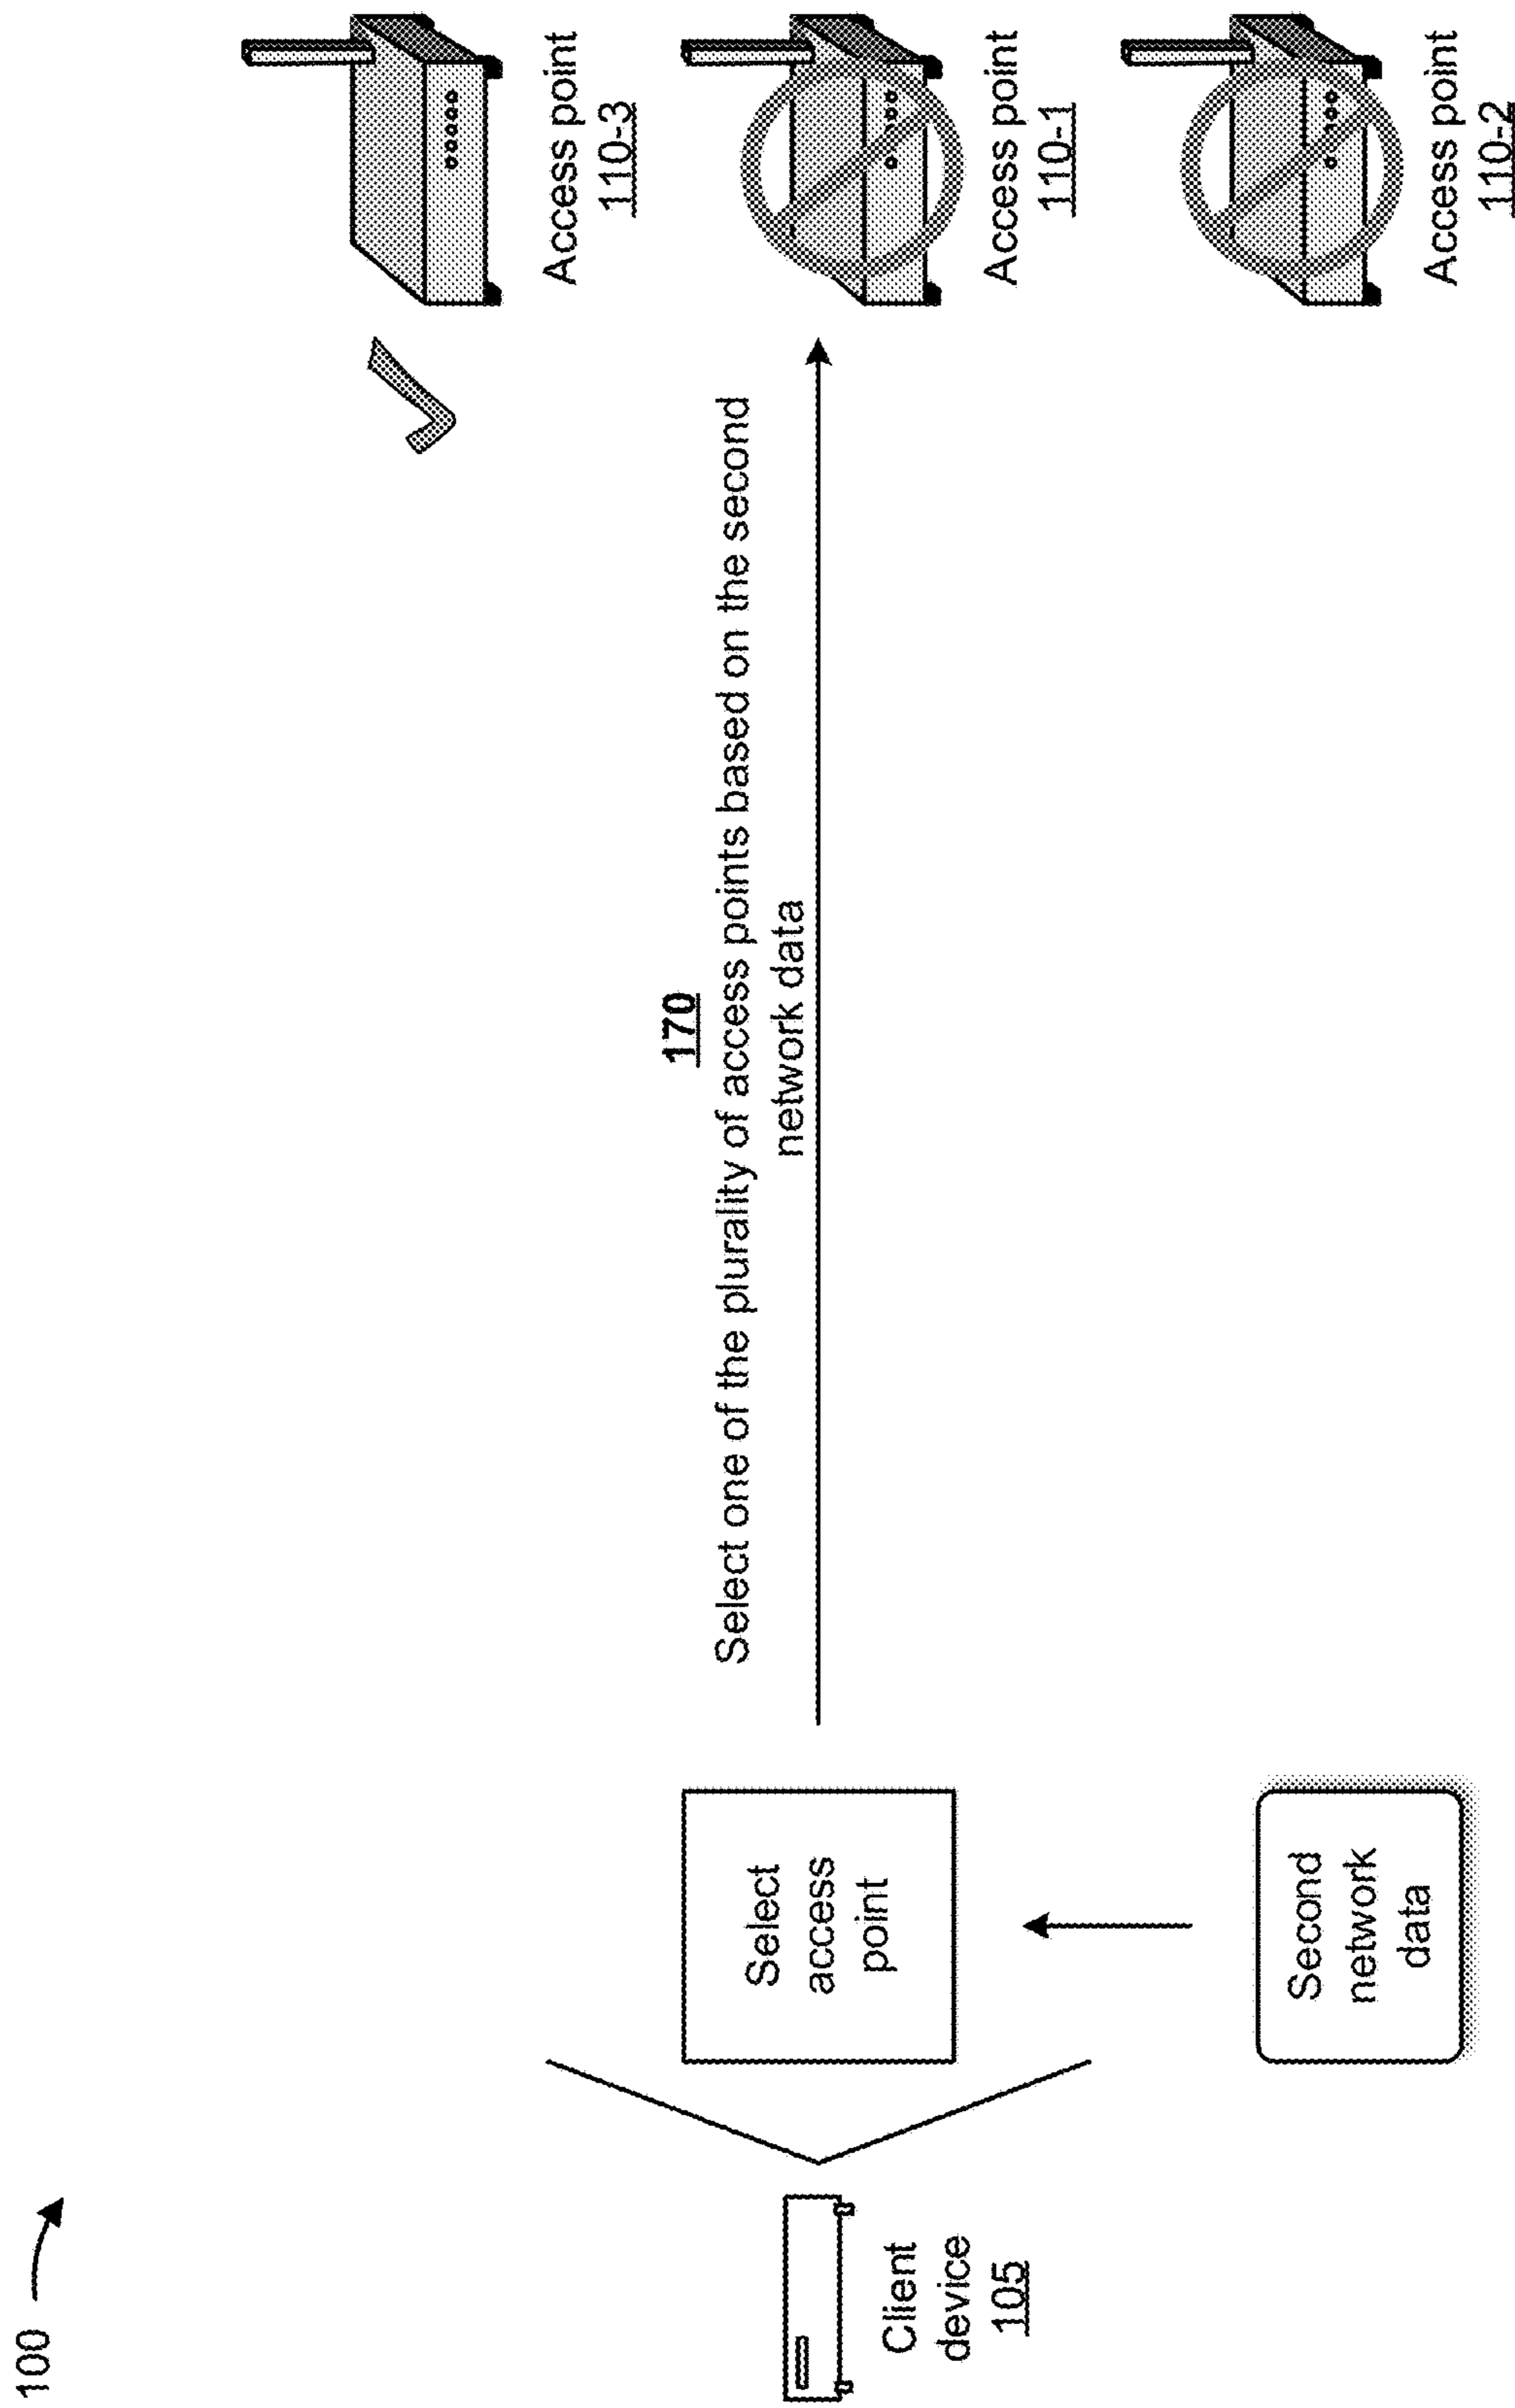 100
170
Select one of the plurality of access points based on the second
network data
Access point
110-3
Client
device
105
Select
access
point
Access point
110-1
Second
network
data
Access point
110-2